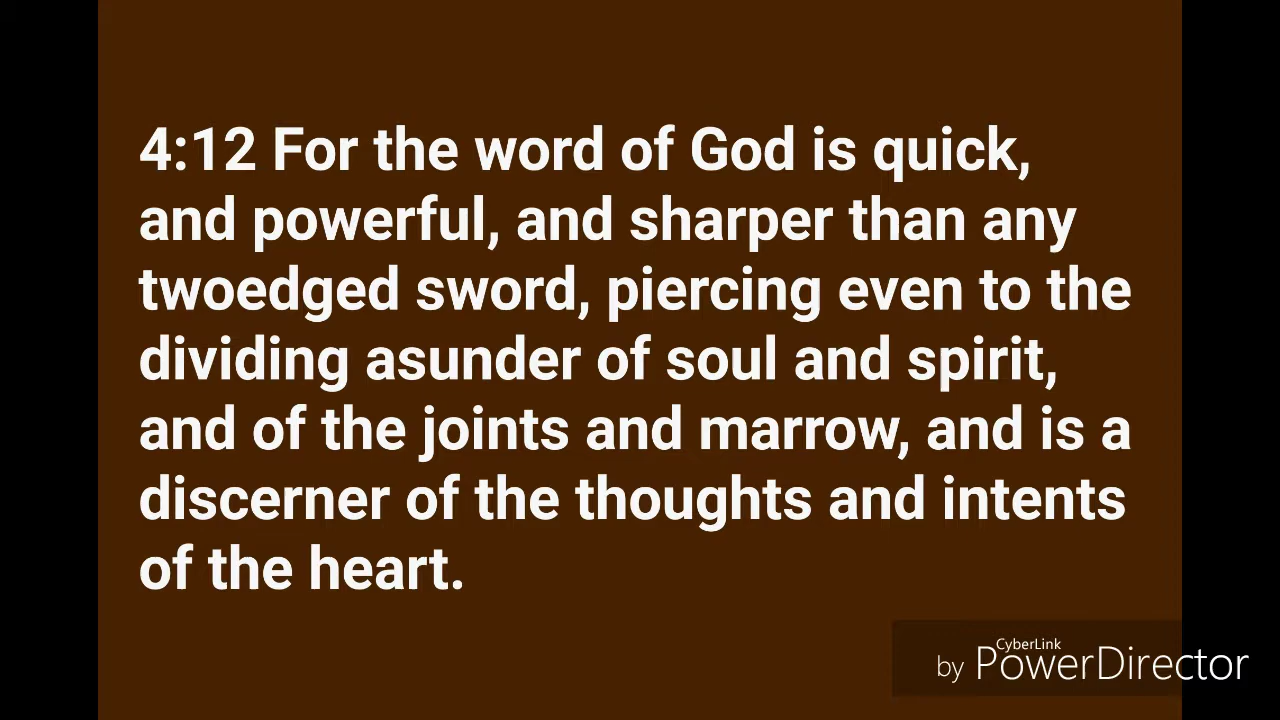 4:12 For the word of God is quick,
and powerful, and sharper than any
twoedged sword, piercing even to the
dividing asunder of soul and spirit,
and of the joints and marrow, and is a
discerner of the thoughts and intents
of the heart.
CyberLink
by PowerDirector